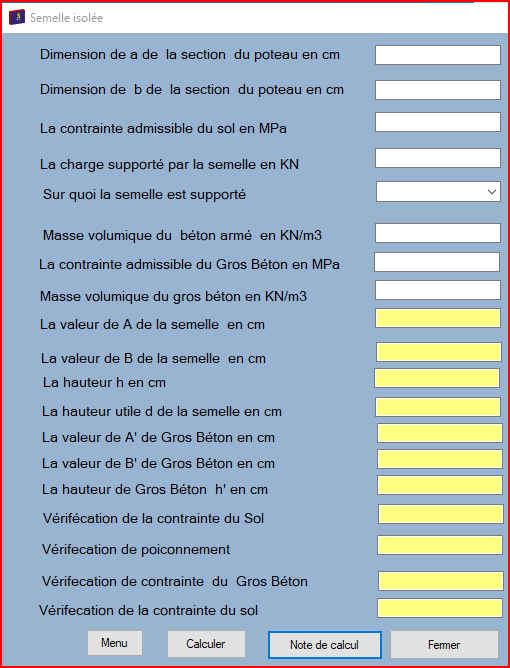 Semelle isolée
Dimension de a de la section du poteau en cm
Dimension de b de la section du poteau en cm
La contrainte admissible du sol en MPa
La charge supporté par la semelle en KN
Sur quoi la semelle est supporté
Masse volumique du béton armé en KN/m3
La contrainte admissible du Gros Béton en MPa
Masse volumique du gros béton en KN/m3
La valeur de A de la semelle en cm
La valeur de B de la semelle en cm
La hauteur h en cm
La hauteur utile d de la semelle en cm
La valeur de A' de Gros Béton en cm
La valeur de B' de Gros Béton en cm
La hauteur de Gros Béton h' en cm
Vérifécation de la contrainte du Sol
Vérifecation de poiconnement
Vérifecation de contrainte du Gros Béton
Vérifecation de la contrainte du sol
Menu Calculer Note de calcul Fermer